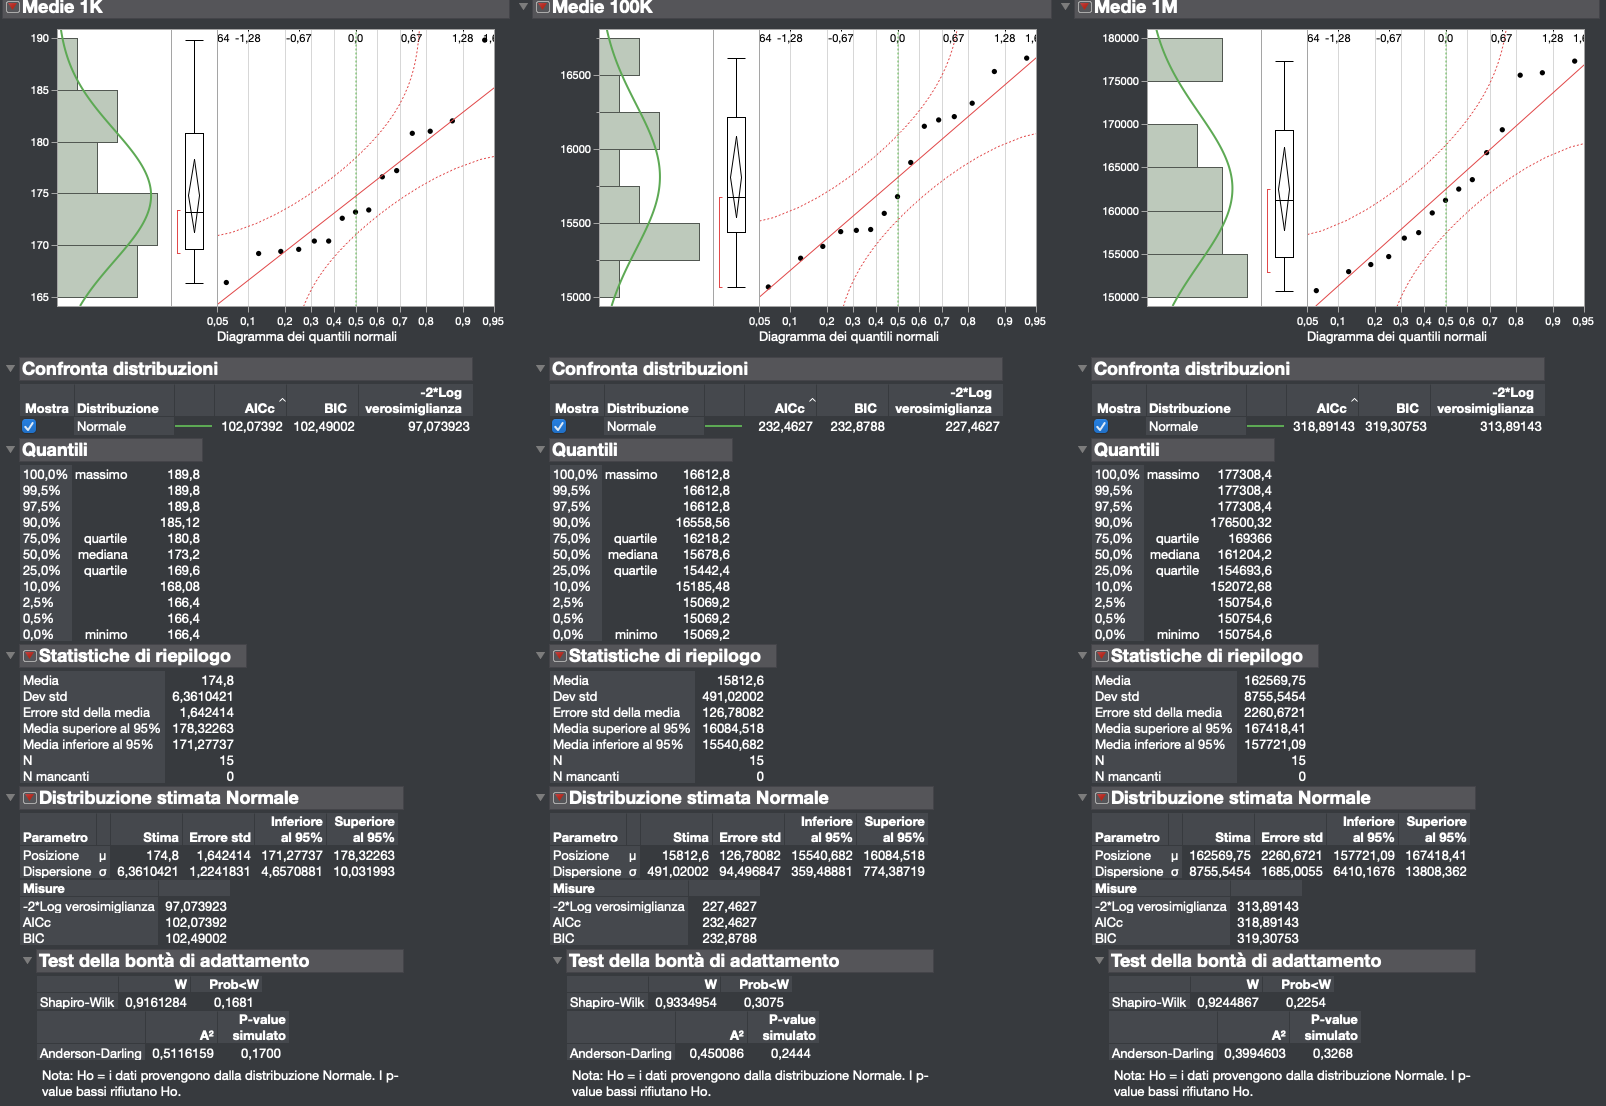 Medie 1K
190
185
180
175
170
165
64 -1,28 -0,67 0,0 0,67 1,28
0,05 0,1 0,2 0,3 0,4 0,5 0,6 0,7 0,8 0,9 0,95
Diagramma dei quantili normali
Confronta distribuzioni
-2*Log
Mostra Distribuzione AICc BIC verosimiglianza
Normale 102,07392 102,49002 97,073923
Quantili
100,0% massimo 189,8
99,5% 189,8
97,5% 189,8
90,0% 185,12
75,0% quartile 180,8
50,0% mediana 173,2
25,0% quartile 169,6
10,0% 168,08
2,5% 166,4
0,5% 166,4
0,0% minimo 166,4
Statistiche di riepilogo
Media 174,8
Dev std 6,3610421
Errore std della media 1,642414
Media superiore al 95% 178,32263
Media inferiore al 95% 171,27737
N 15
N mancanti 0
Distribuzione stimata Normale
Inferiore Superiore
Parametro Stima Errore std al 95% al 95%
Posizione μ 174,8 1,642414 171,27737 178,32263
Dispersione σ 6,3610421 1,2241831 4,6570881 10,031993
Misure
-2*Log verosimiglianza 97,073923
AICc 102,07392
BIC 102,49002
Test della bontà di adattamento
W Prob<W
Shapiro-Wilk 0,9161284 0,1681
P-value
A² simulato
Anderson-Darling 0,5116159 0,1700
Nota: Ho = i dati provengono dalla distribuzione Normale. I p-
value bassi rifiutano Ho.
Medie 100K
16500
16000
15500
15000
64 -1,28 -0,67 0,0 0,67 1,28 1,6
0,05 0,1 0,2 0,3 0,4 0,5 0,6 0,7 0,8 0,9 0,95
Diagramma dei quantili normali
Confronta distribuzioni
-2*Log
Mostra Distribuzione AICc BIC verosimiglianza
Normale 232,4627 232,8788 227,4627
Quantili
100,0% massimo 16612,8
99,5% 16612,8
97,5% 16612,8
90,0% 16558,56
75,0% quartile 16218,2
50,0% mediana 15678,6
25,0% quartile 15442,4
10,0% 15185,48
2,5% 15069,2
0,5% 15069,2
0,0% minimo 15069,2
Statistiche di riepilogo
Media 15812,6
Dev std 491,02002
Errore std della media 126,78082
Media superiore al 95% 16084,518
Media inferiore al 95% 15540,682
N 15
N mancanti 0
Distribuzione stimata Normale
Inferiore Superiore
Parametro Stima Errore std al 95% al 95%
Posizione μ 15812,6 126,78082 15540,682 16084,518
Dispersione σ 491,02002 94,496847 359,48881 774,38719
Misure
-2*Log verosimiglianza 227,4627
AICc 232,4627
BIC 232,8788
Test della bontà di adattamento
W Prob<W
Shapiro-Wilk 0,9334954 0,3075
P-value
A² simulato
Anderson-Darling 0,450086 0,2444
Nota: Ho = i dati provengono dalla distribuzione Normale. I p-
value bassi rifiutano Ho.
Medie 1M
180000
175000
170000
165000
160000
155000
150000
64 -1,28 -0,67 0,0 0,67 1,28 1,6
0,05 0,1 0,2 0,3 0,4 0,5 0,6 0,7 0,8 0,9 0,95
Diagramma dei quantili normali
Confronta distribuzioni
-2*Log
Mostra Distribuzione AICc BIC verosimiglianza
Normale 318,89143 319,30753 313,89143
Quantili
100,0% massimo 177308,4
99,5% 177308,4
97,5% 177308,4
90,0% 176500,32
75,0% quartile 169366
50,0% mediana 161204,2
25,0% quartile 154693,6
10,0% 152072,68
2,5% 150754,6
0,5% 150754,6
0,0% minimo 150754,6
Statistiche di riepilogo
Media 162569,75
Dev std 8755,5454
Errore std della media 2260,6721
Media superiore al 95% 167418,41
Media inferiore al 95% 157721,09
N 15
N mancanti 0
Distribuzione stimata Normale
Inferiore Superiore
Parametro Stima Errore std al 95% al 95%
Posizione μ 162569,75 2260,6721 157721,09 167418,41
Dispersione σ 8755,5454 1685,0055 6410,1676 13808,362
Misure
-2*Log verosimiglianza 313,89143
AICc 318,89143
BIC 319,30753
Test della bontà di adattamento
W Prob<W
Shapiro-Wilk 0,9244867 0,2254
P-value
A² simulato
Anderson-Darling 0,3994603 0,3268
Nota: Ho = i dati provengono dalla distribuzione Normale. I p-
value bassi rifiutano Ho.